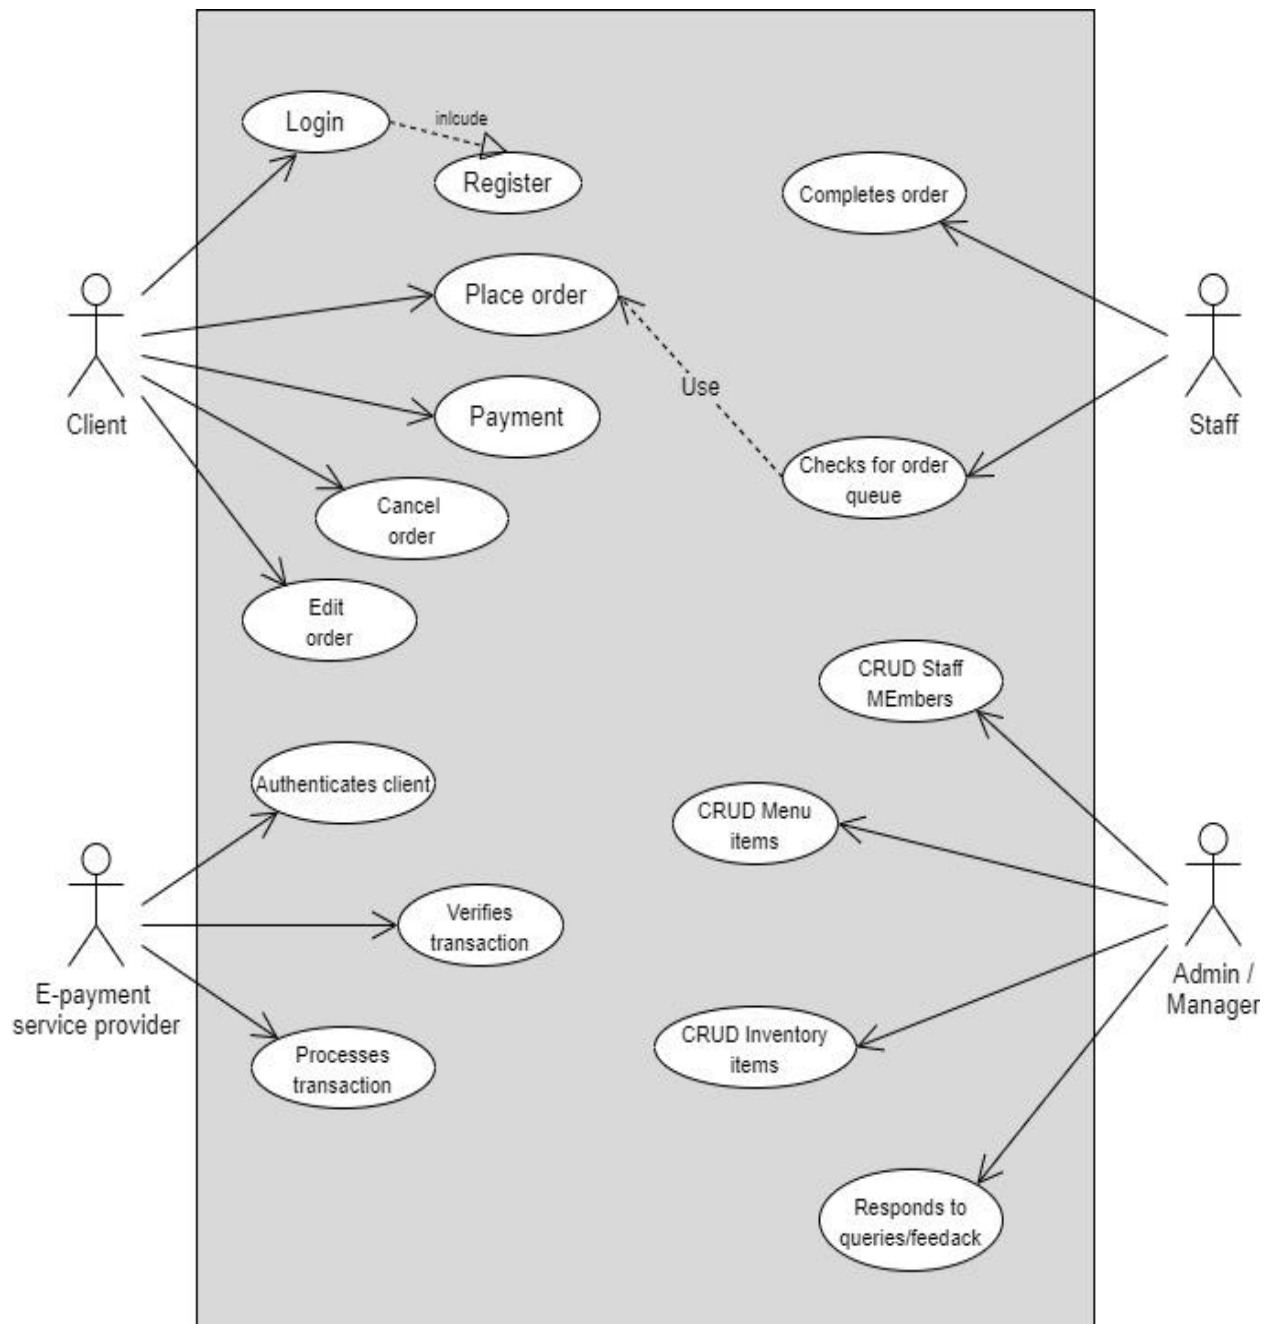 Login
inlcude
Register
Completes order
Place order
Client
Payment
Use
Staff
Checks for order
queue
Cancel
order
Edit
order
CRUD Staff
MEmbers
Authenticates client
CRUD Menu
items
Verifies
transaction
E-payment
service provider
Admin /
Manager
Processes
transaction
CRUD Inventory
items
Responds to
queries/feedack